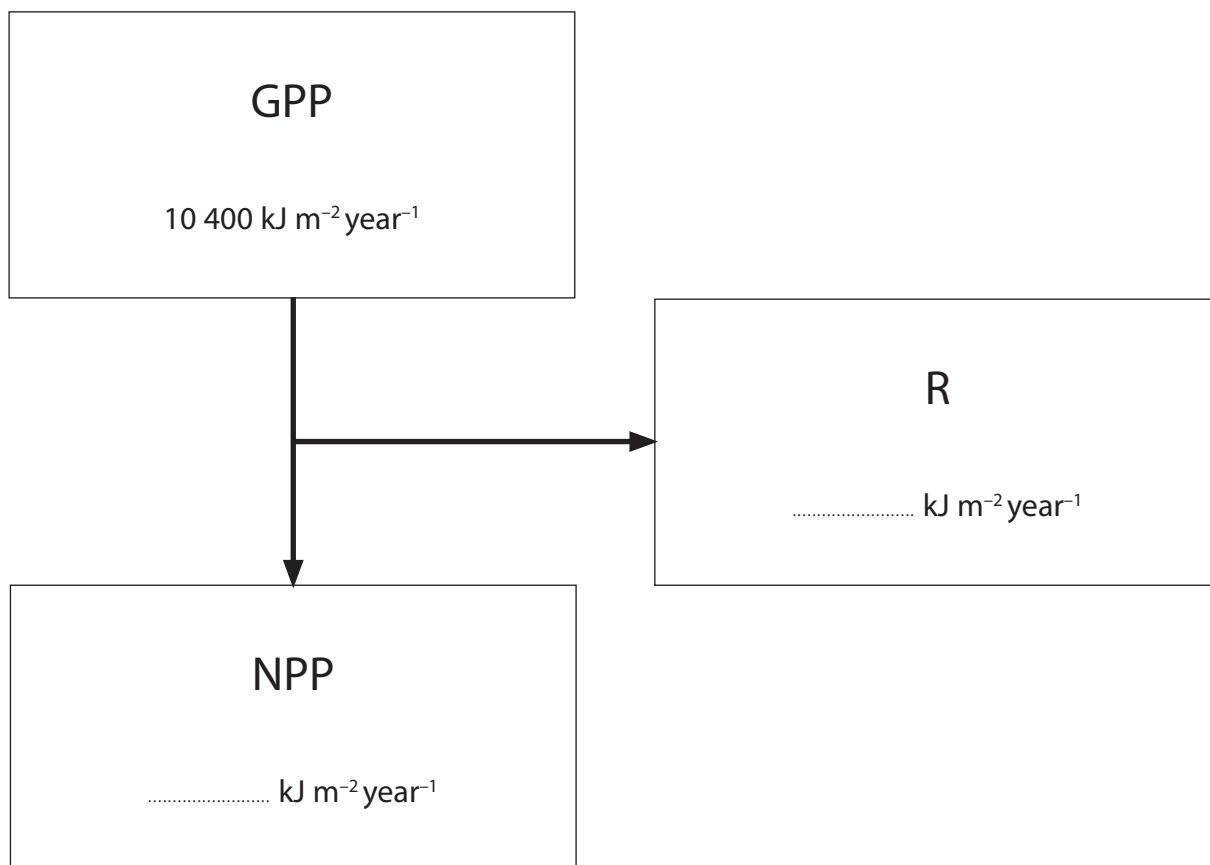 GPP
10 400 kJ m⁻² year⁻¹
R
......................... kJ m⁻² year⁻¹
NPP
......................... kJ m⁻² year⁻¹